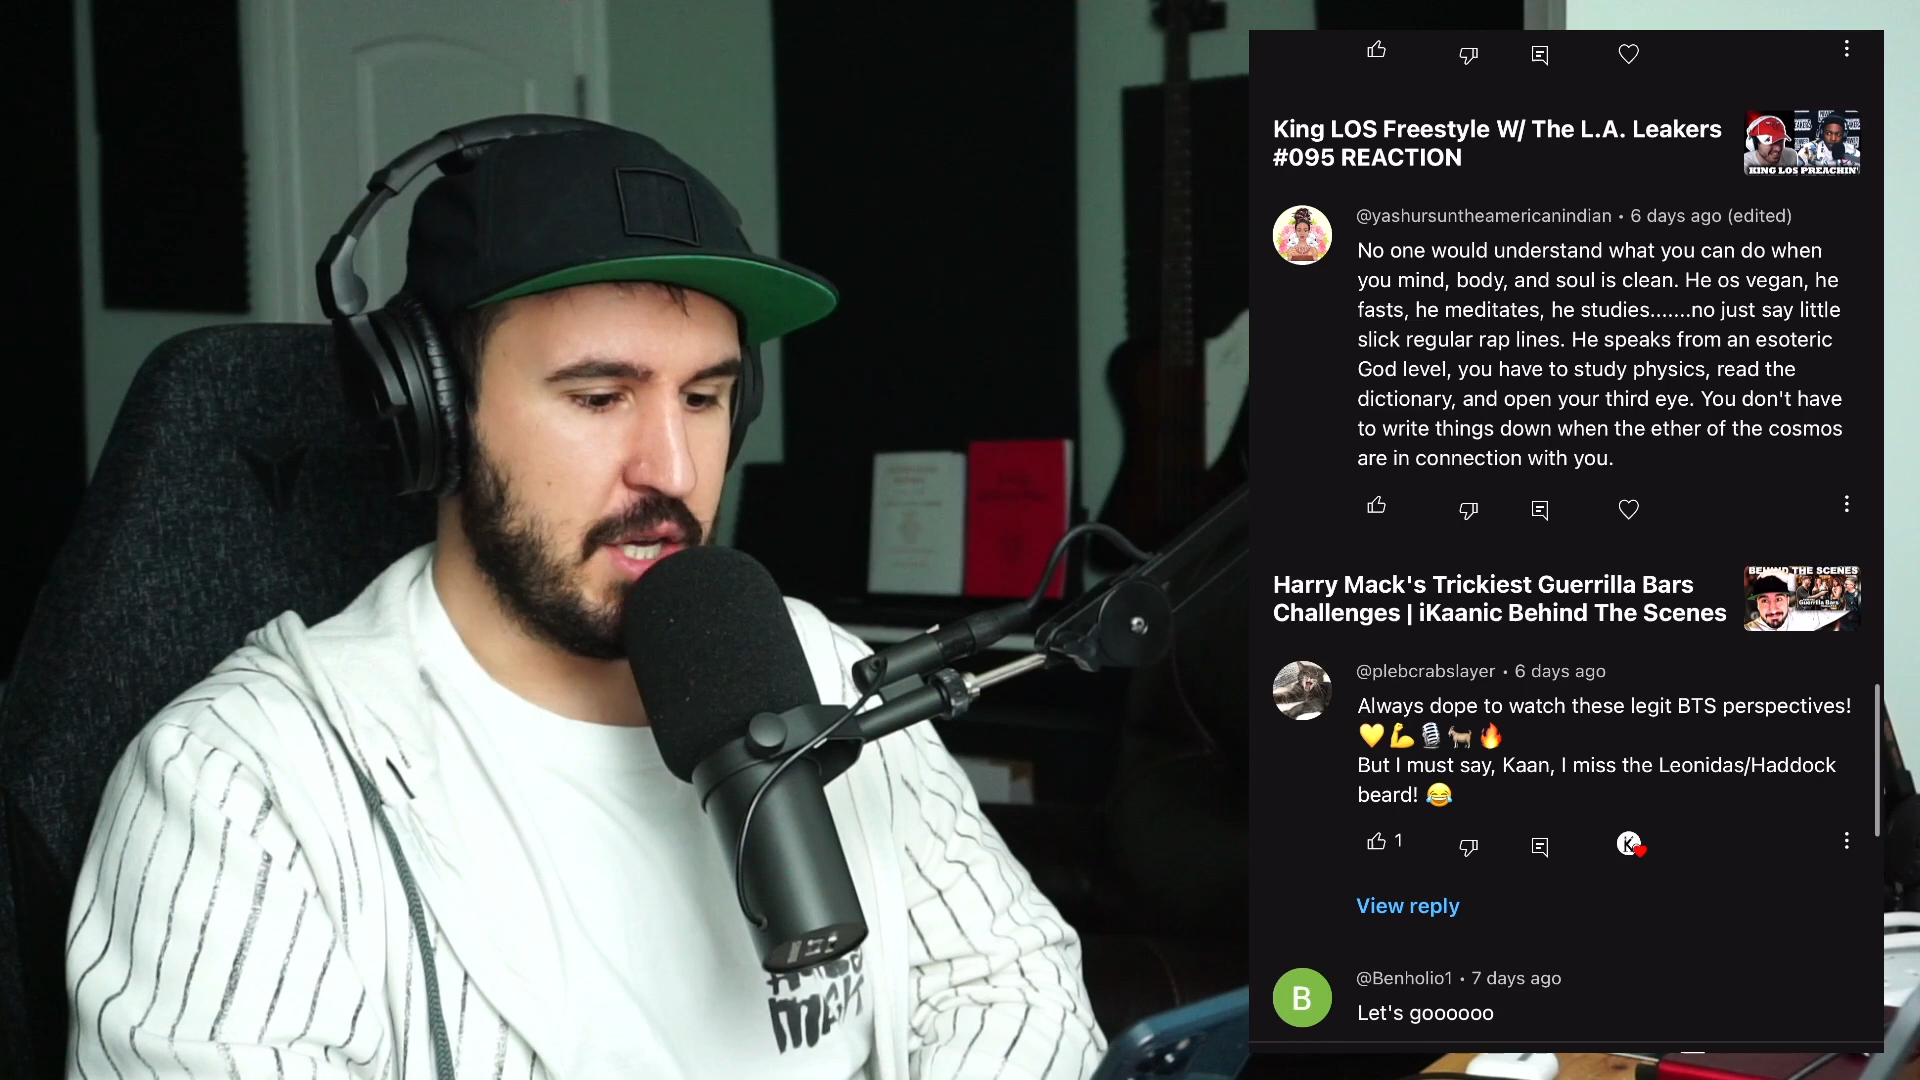 King LOS Freestyle W/ The L.A. Leakers
#095 REACTION
KING LOS PREACHIN'
@yashursuntheamericanindian • 6 days ago (edited)
No one would understand what you can do when
you mind, body, and soul is clean. He os vegan, he
fasts, he meditates, he studies.......no just say little
slick regular rap lines. He speaks from an esoteric
God level, you have to study physics, read the
dictionary, and open your third eye. You don't have
to write things down when the ether of the cosmos
are in connection with you.
Harry Mack's Trickiest Guerrilla Bars
Challenges | iKaanic Behind The Scenes
BEHIND THE SCENES
Guerrilla Bars
@plebcrabslayer • 6 days ago
Always dope to watch these legit BTS perspectives!
💛💪🎙️🐐🔥
But I must say, Kaan, I miss the Leonidas/Haddock
beard! 😂
1
K
View reply
B
@Benholio1 • 7 days ago
Let's goooooo